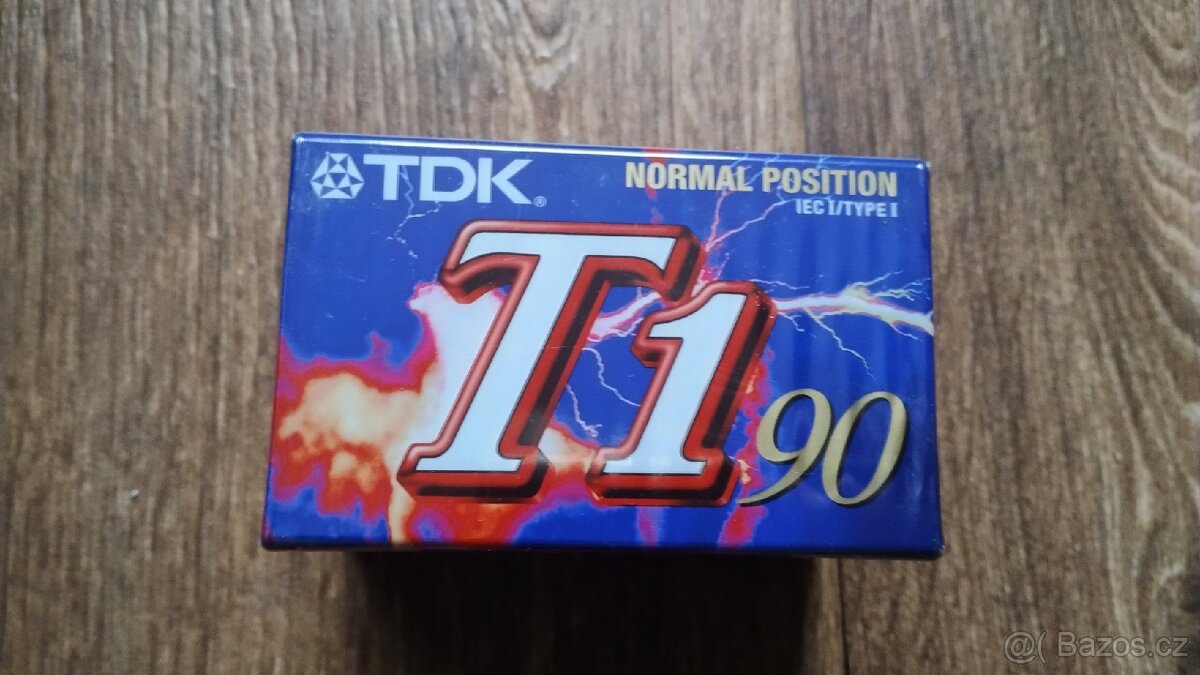 TDK®
NORMAL POSITION
IEC I/TYPE I
T1
90
@( Bazos.cz